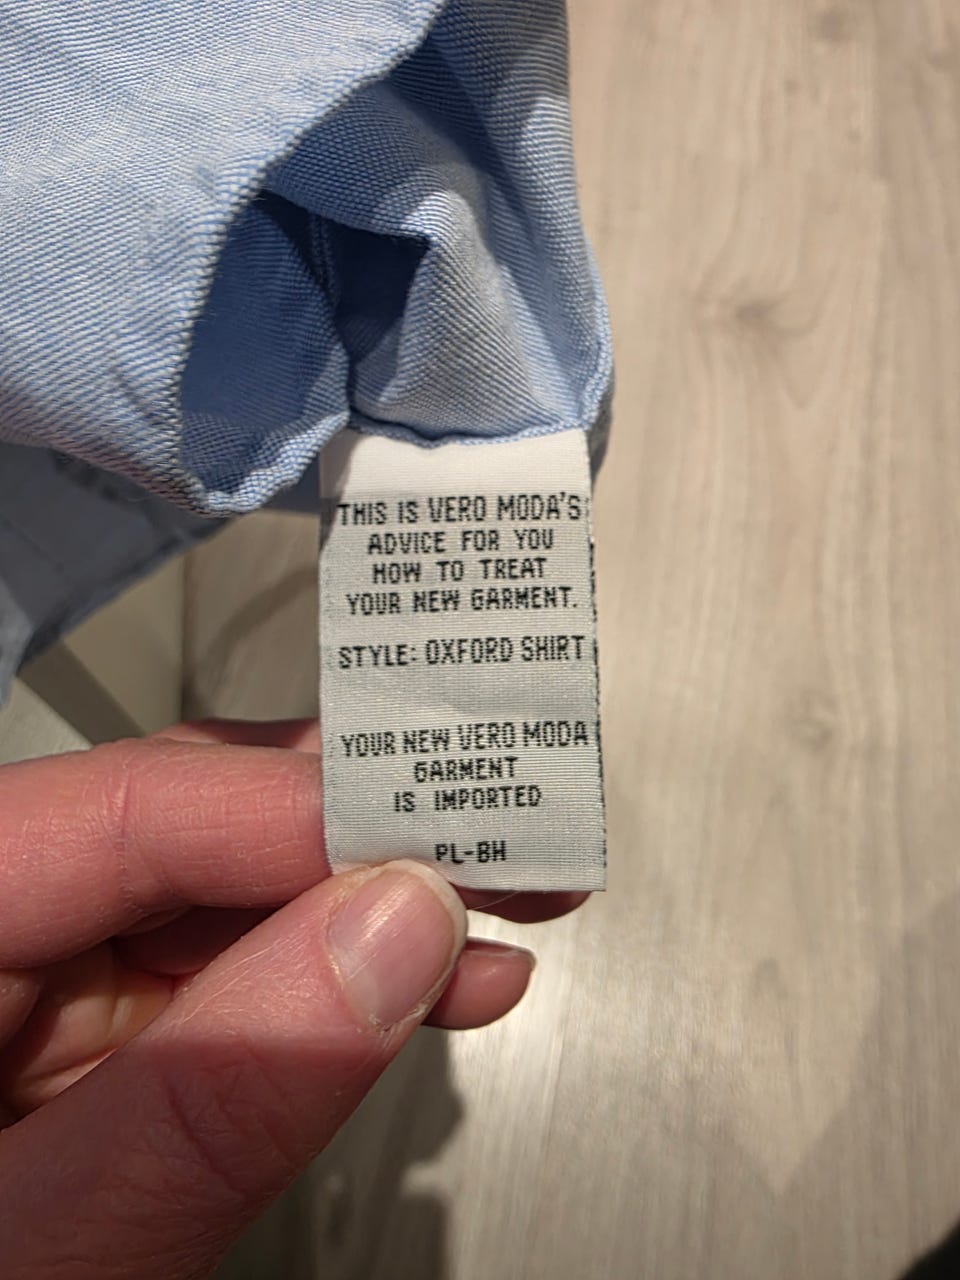 THIS IS VERO MODA'S
ADVICE FOR YOU
HOW TO TREAT
YOUR NEW GARMENT.
STYLE: OXFORD SHIRT
YOUR NEW VERO MODA
GARMENT
IS IMPORTED
PL-BH